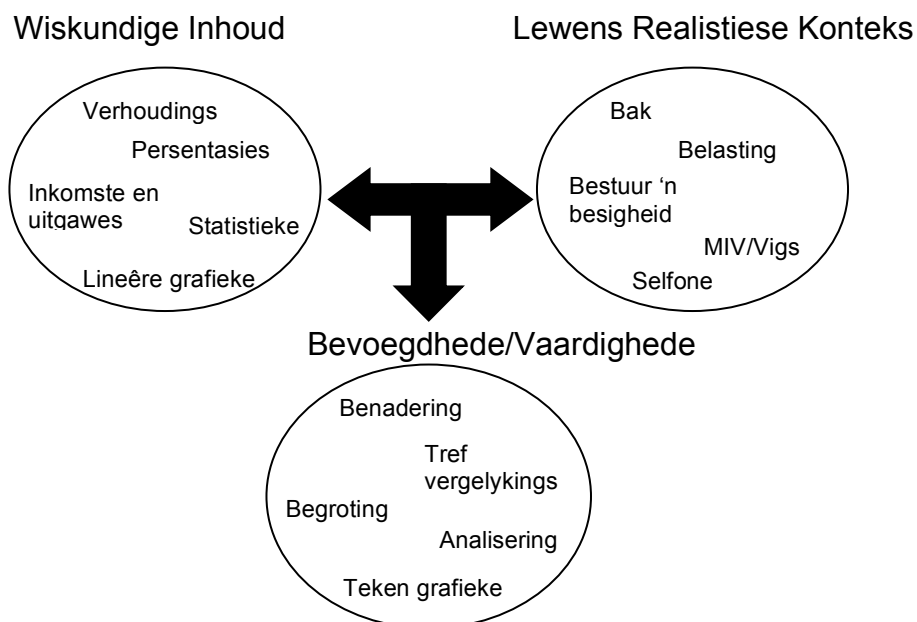 Wiskundige Inhoud
Lewens Realistiese Konteks
Verhoudings
Persentasies
Inkomste en
uitgawes
Statistieke
Lineêre grafieke
Bak
Belasting
Bestuur ‘n
besigheid
MIV/Vigs
Selfone
Bevoegdhede/Vaardighede
Benadering
Tref
vergelykings
Begroting
Analisering
Teken grafieke